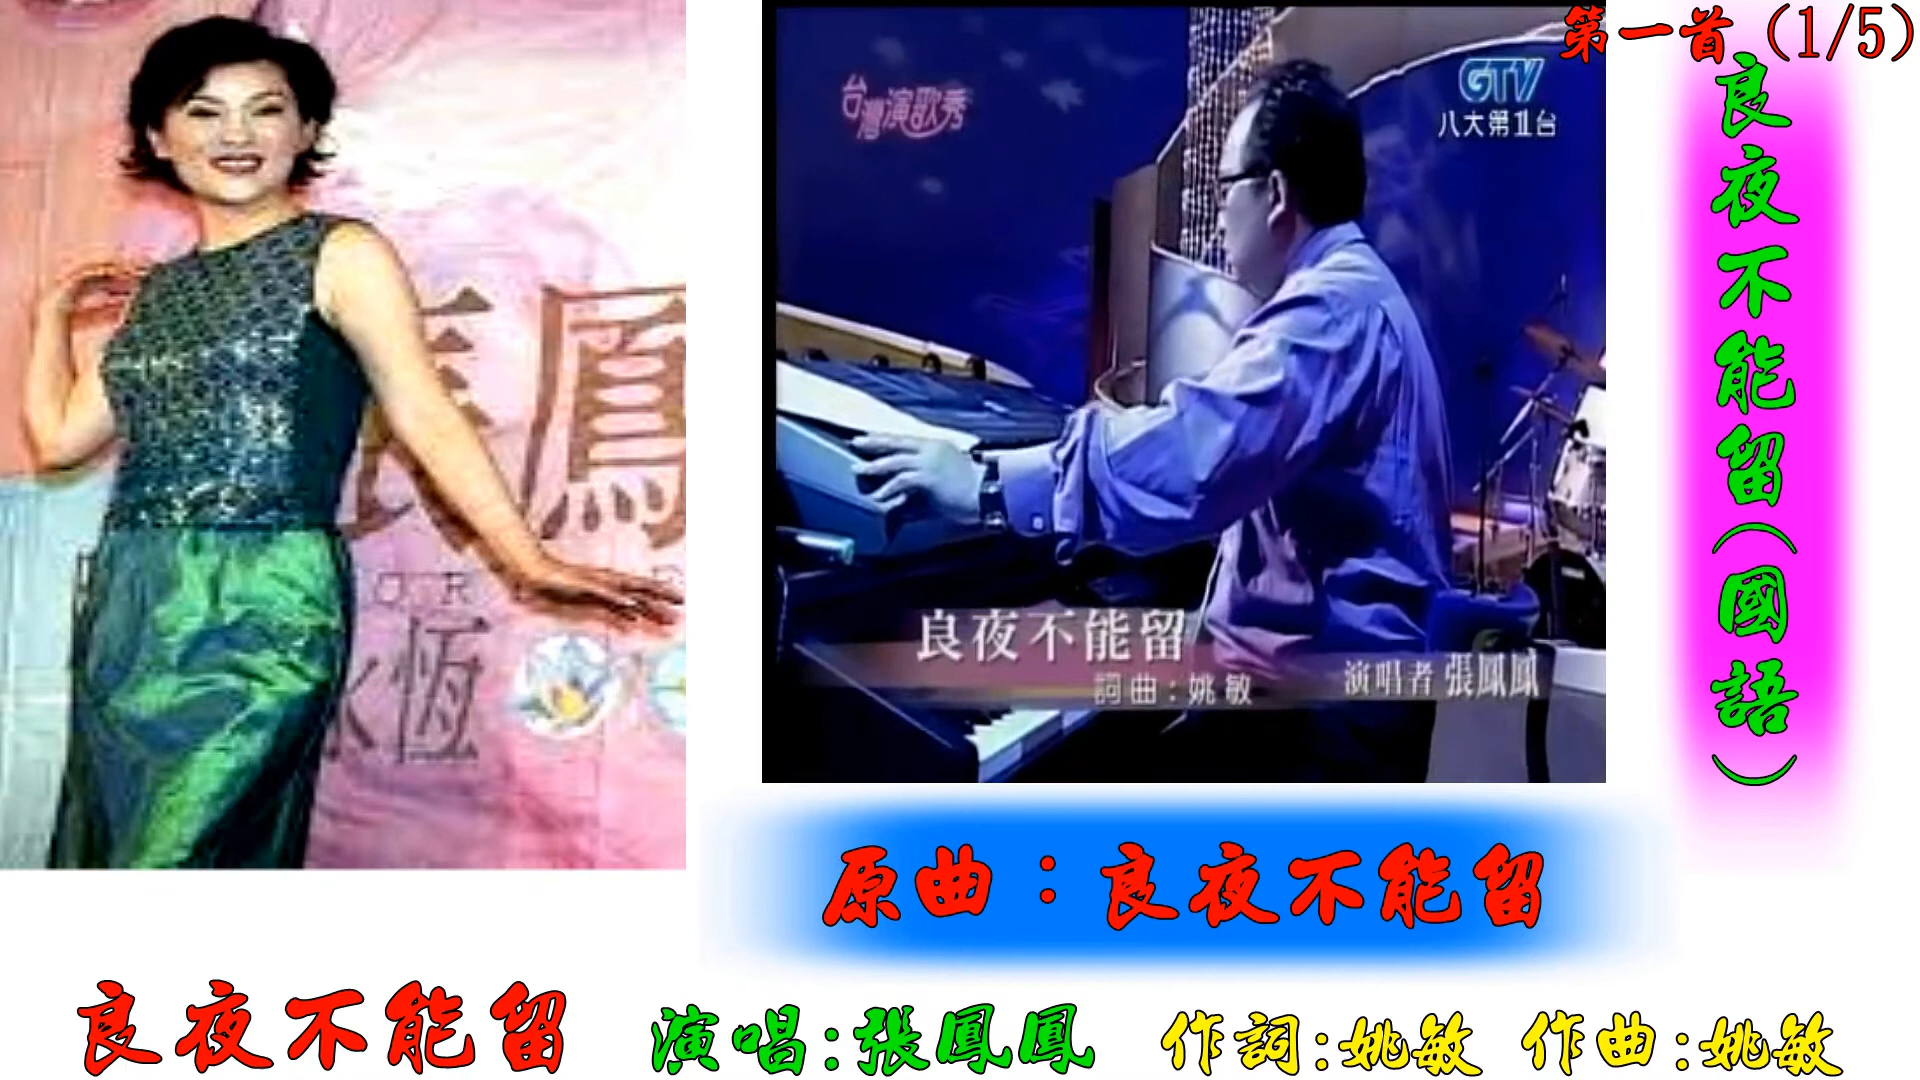 第一首（1/5）
良夜不能留（國語）
台灣演歌秀
GTV
八大第1台
鳳
恆
良夜不能留
詞曲：姚敏
演唱者 張鳳鳳
原曲：良夜不能留
良夜不能留 演唱:張鳳鳳 作詞:姚敏 作曲:姚敏